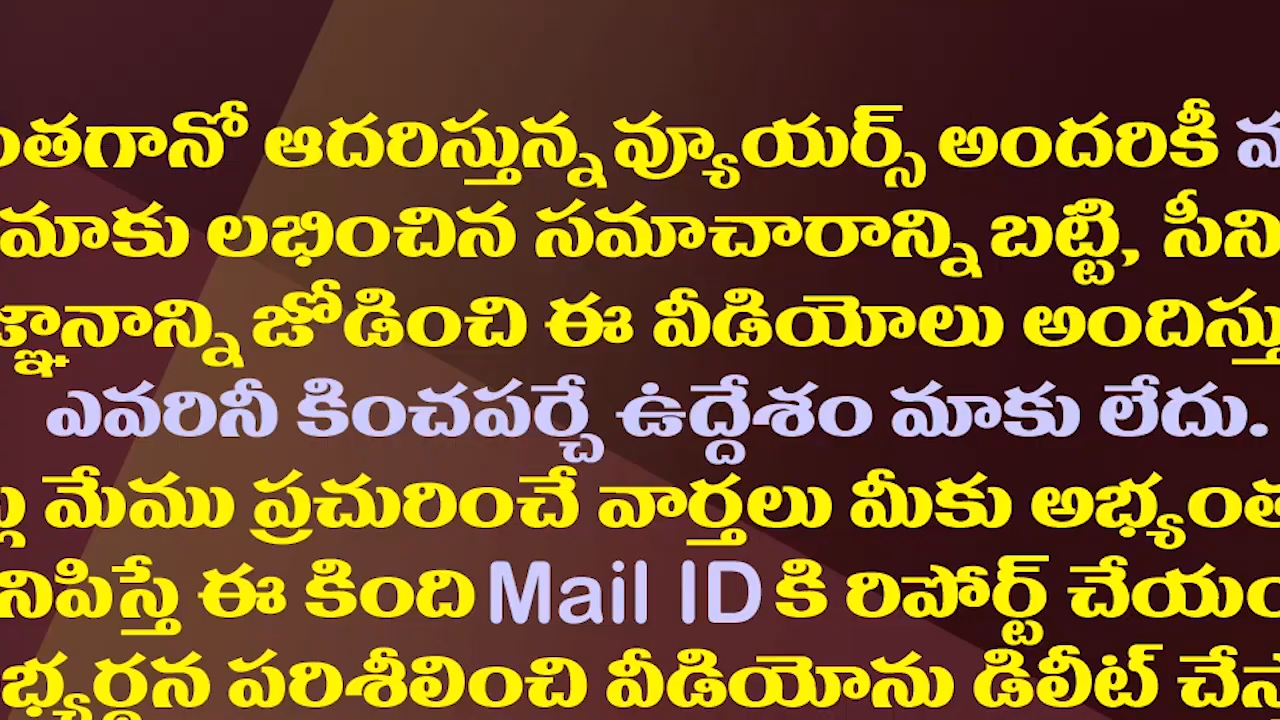 ఆదరిస్తున్న వ్యూయర్స్ అందరికీ
మాకు లభించిన సమాచారాన్ని బట్టి,
జోడించి ఈ వీడియోలు
ఎవరినీ కించపర్చే ఉద్దేశం మాకు లేదు.
మేము ప్రచురించే వార్తలు మీకు
ఈ కింది Mail ID కి రిపోర్ట్
పరిశీలించి వీడియోను డిలీట్